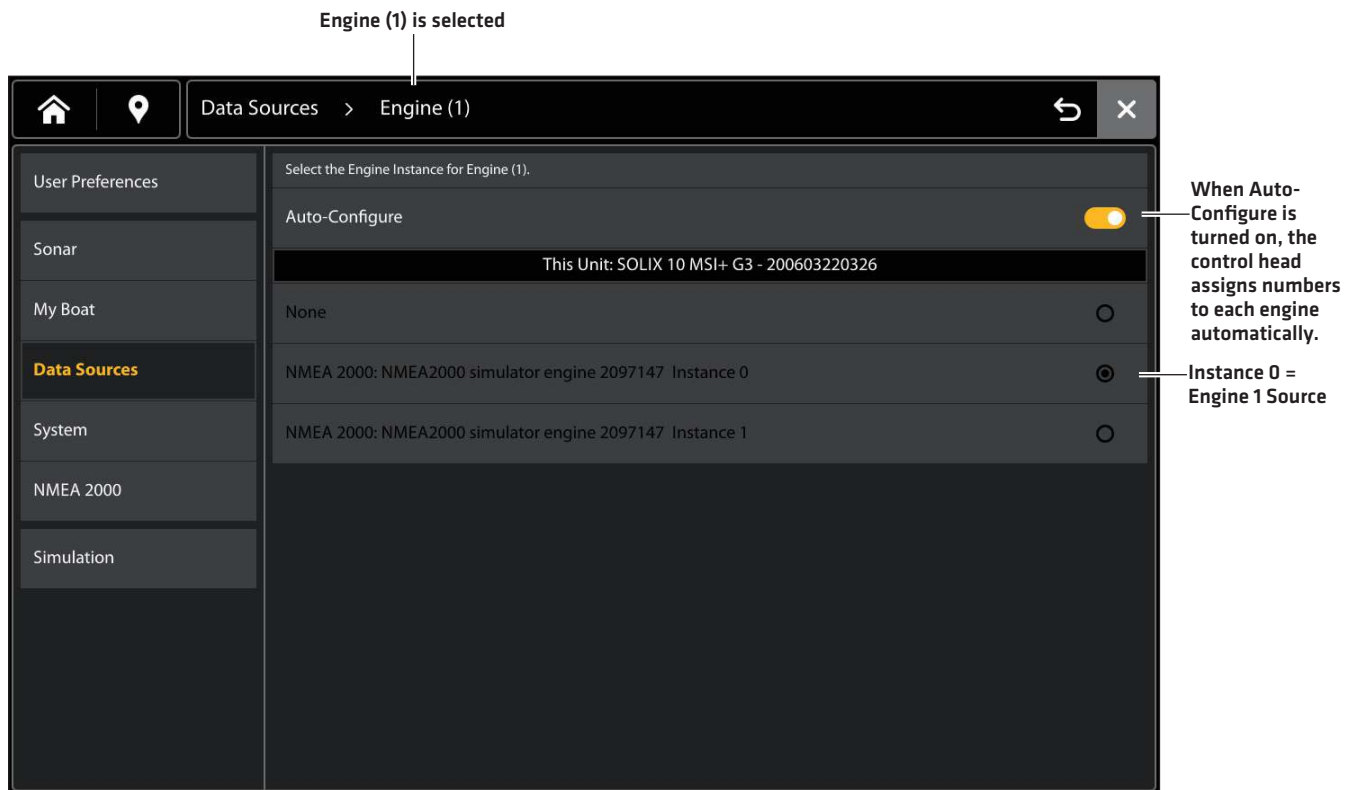 Engine (1) is selected
Data Sources > Engine (1)
User Preferences
Sonar
My Boat
Data Sources
System
NMEA 2000
Simulation
Select the Engine Instance for Engine (1).
Auto-Configure
This Unit: SOLIX 10 MSI+ G3 - 200603220326
None
NMEA 2000: NMEA2000 simulator engine 2097147 Instance 0
NMEA 2000: NMEA2000 simulator engine 2097147 Instance 1
When Auto-
Configure is
turned on, the
control head
assigns numbers
to each engine
automatically.
Instance 0 =
Engine 1 Source